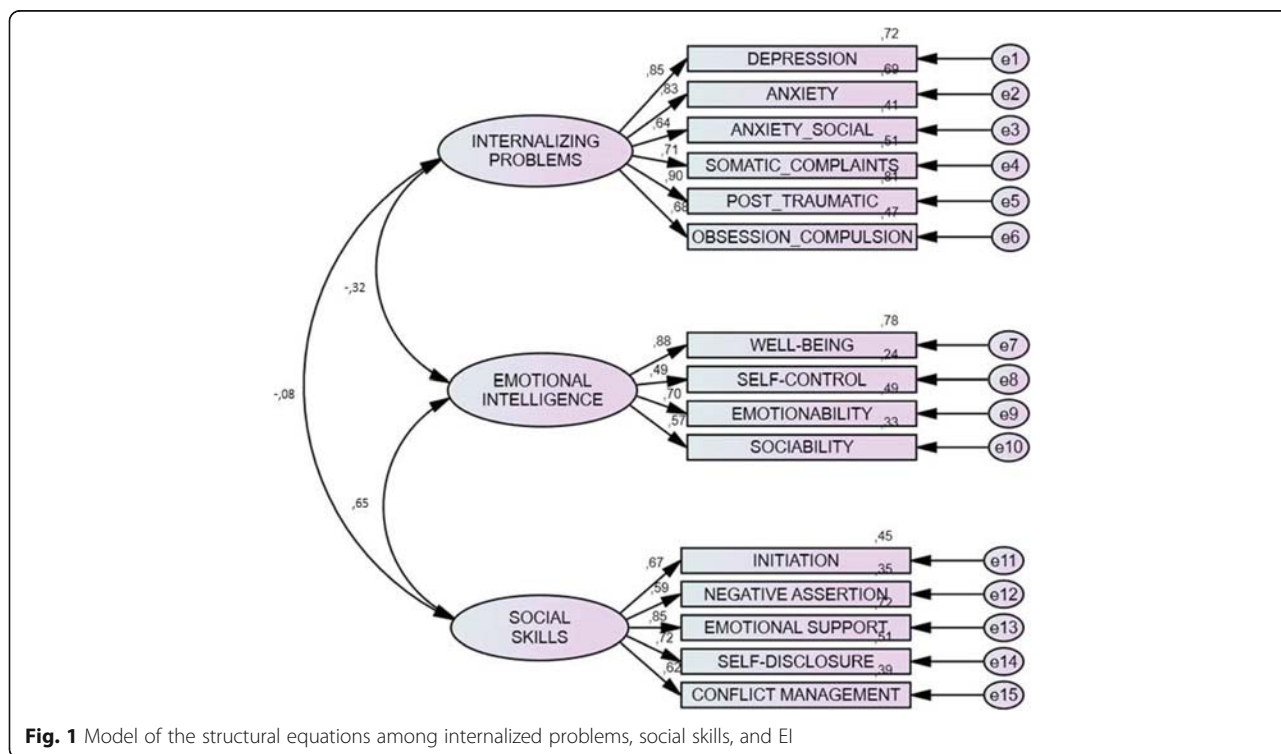 ,72
,85
DEPRESSION
e1
,69
,83
ANXIETY
e2
,41
,64
ANXIETY_SOCIAL
e3
,51
,71
SOMATIC_COMPLAINTS
e4
,81
,90
POST_TRAUMATIC
e5
,47
,68
OBSESSION_COMPULSION
e6
INTERNALIZING
PROBLEMS
-,32
-,08
,78
,88
WELL-BEING
e7
,24
,49
SELF-CONTROL
e8
,49
,70
EMOTIONABILITY
e9
,33
,57
SOCIABILITY
e10
EMOTIONAL
INTELLIGENCE
,65
,45
,67
INITIATION
e11
,35
,59
NEGATIVE ASSERTION
e12
,72
,85
EMOTIONAL SUPPORT
e13
,51
,72
SELF-DISCLOSURE
e14
,39
,62
CONFLICT MANAGEMENT
e15
SOCIAL
SKILLS
Fig. 1 Model of the structural equations among internalized problems, social skills, and EI